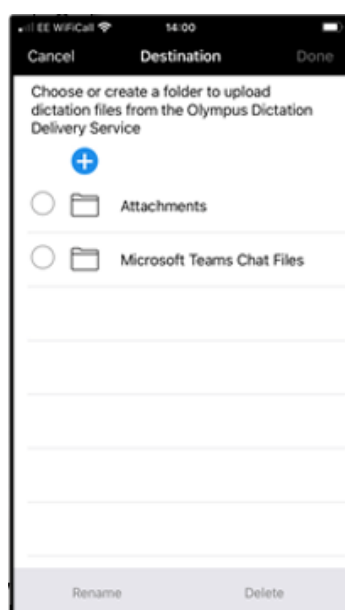 EE WiFiCall 14:00
Cancel Destination Done
Choose or create a folder to upload
dictation files from the Olympus Dictation
Delivery Service
Attachments
Microsoft Teams Chat Files
Rename Delete